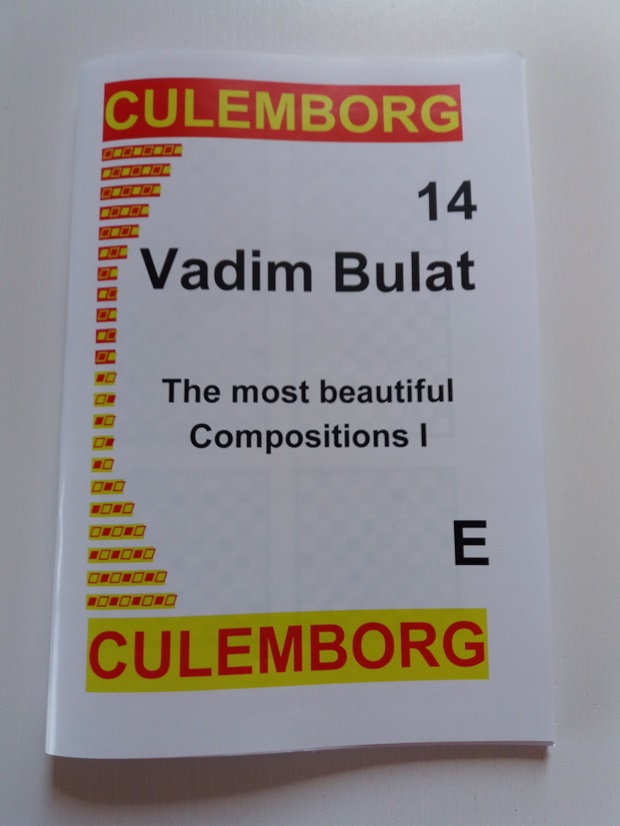 CULEMBORG
14
Vadim Bulat
The most beautiful
Compositions I
E
CULEMBORG